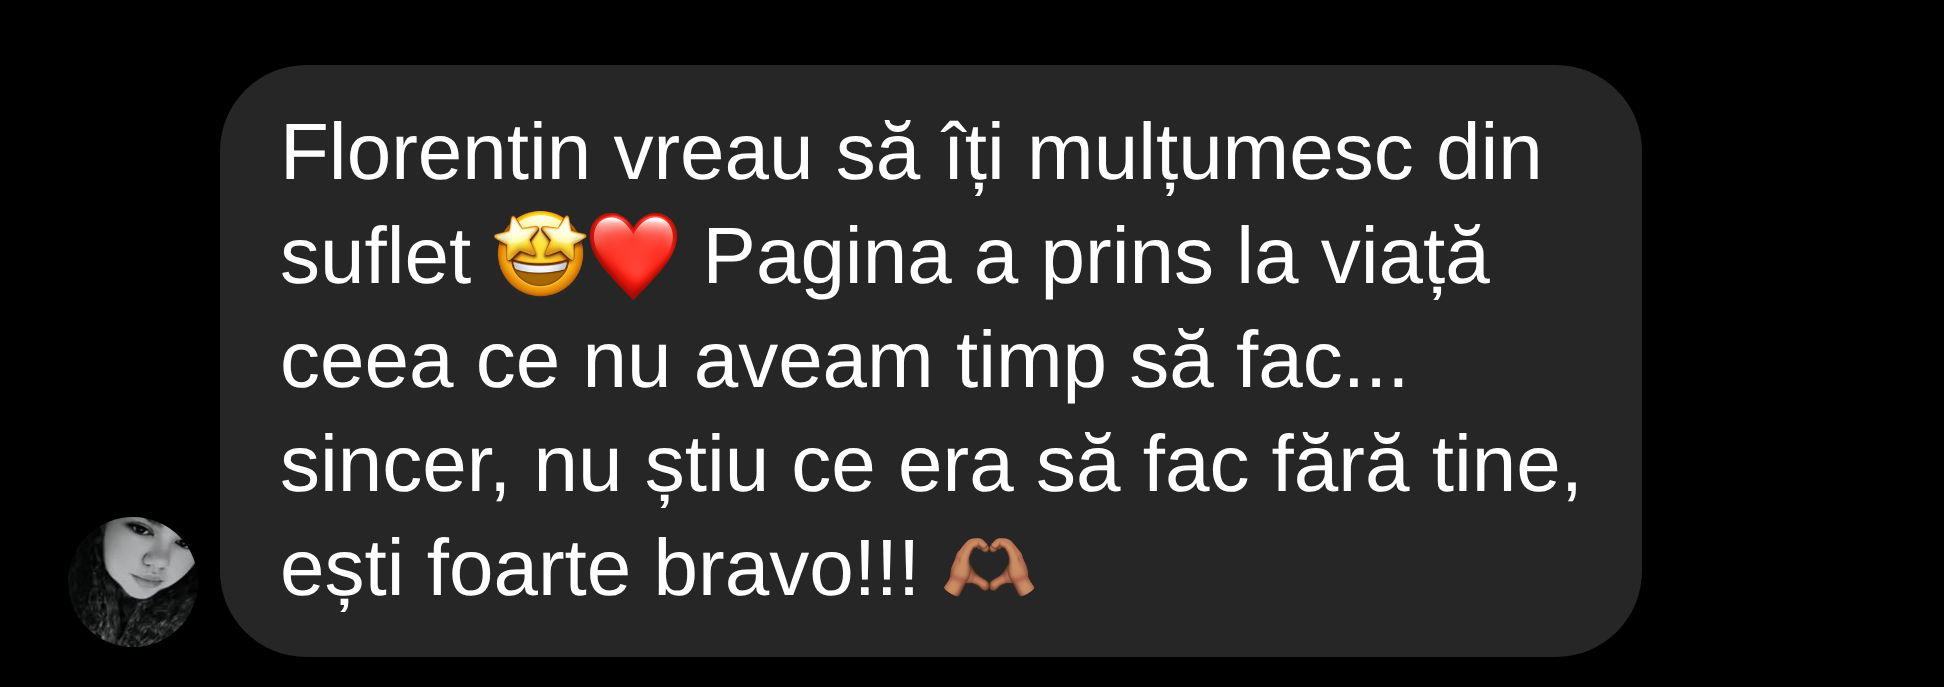 Florentin vreau să îți mulțumesc din
suflet 🤩❤️ Pagina a prins la viață
ceea ce nu aveam timp să fac...
sincer, nu știu ce era să fac fără tine,
ești foarte bravo!!! 🫶🏽